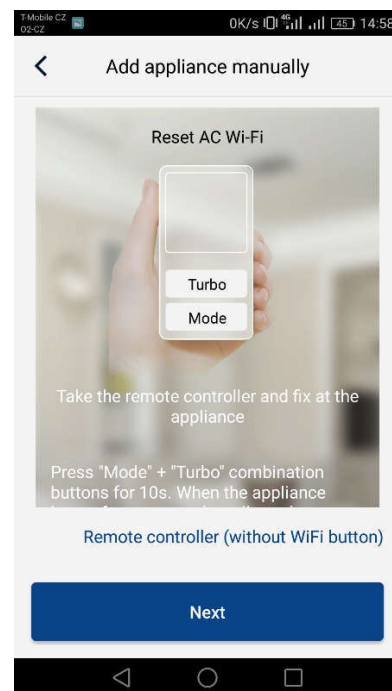 T-Mobile CZ
O2-CZ
0K/s 4G 45 14:58
Add appliance manually
Reset AC Wi-Fi
Turbo
Mode
Take the remote controller and fix at the
appliance
Press "Mode" + "Turbo" combination
buttons for 10s. When the appliance
Remote controller (without WiFi button)
Next